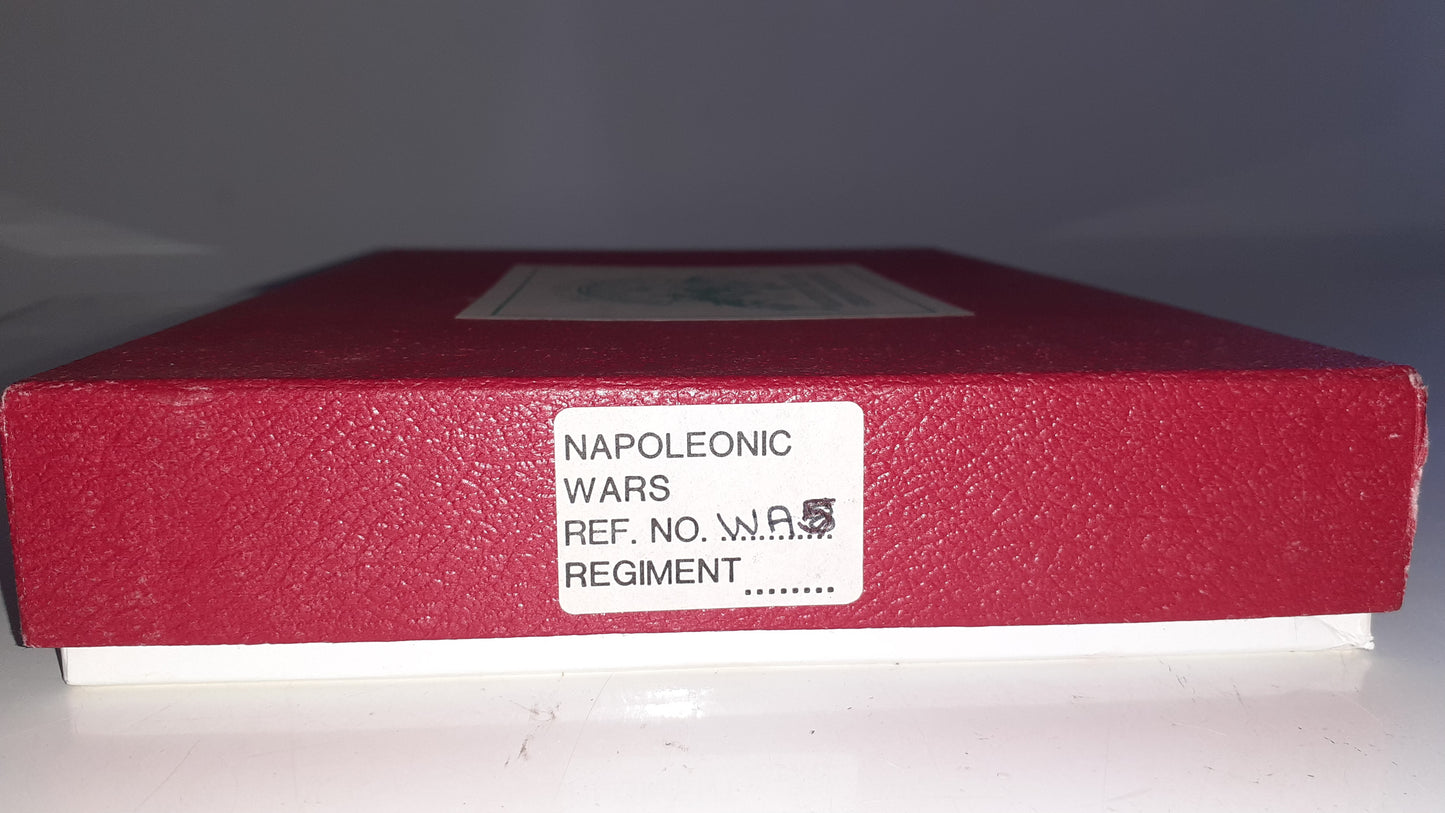 NAPOLEONIC
WARS
REF. NO. WA5
REGIMENT ........